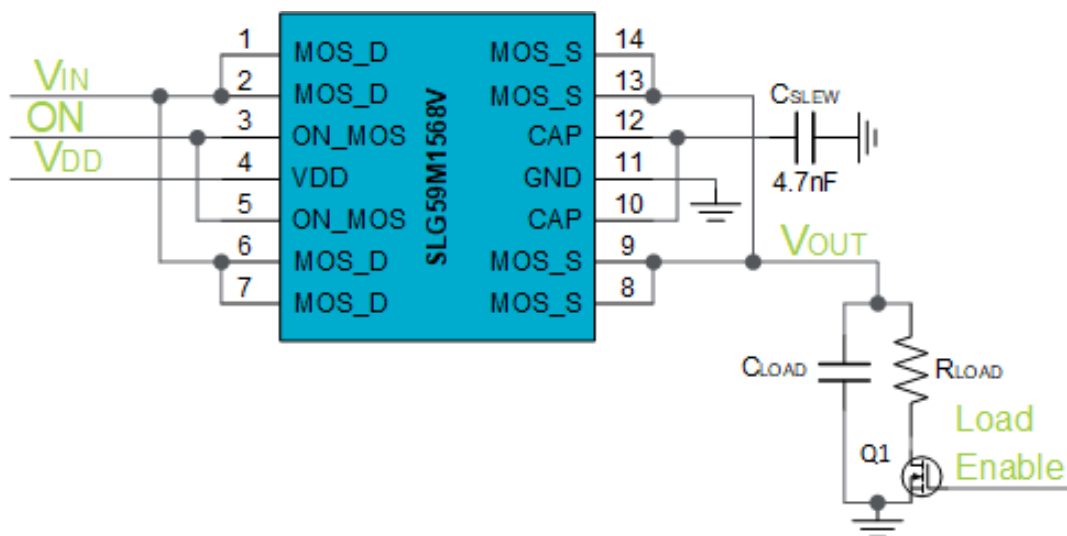 VIN
ON
VDD
1
2
3
4
5
6
7
MOS_D
MOS_D
ON_MOS
VDD
ON_MOS
MOS_D
MOS_D
SLG59M1568V
MOS_S
MOS_S
CAP
GND
CAP
MOS_S
MOS_S
14
13
12
11
10
9
8
CSLEW
4.7nF
VOUT
CLOAD
RLOAD
Q1
Load
Enable